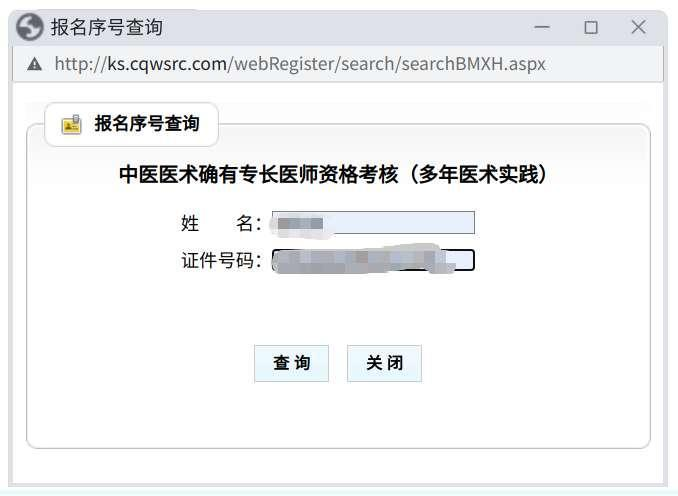 报名序号查询
http://ks.cqwsrc.com/webRegister/search/searchBMXH.aspx
报名序号查询
中医医术确有专长医师资格考核（多年医术实践）
姓　　名：
证件号码：
查 询 关 闭